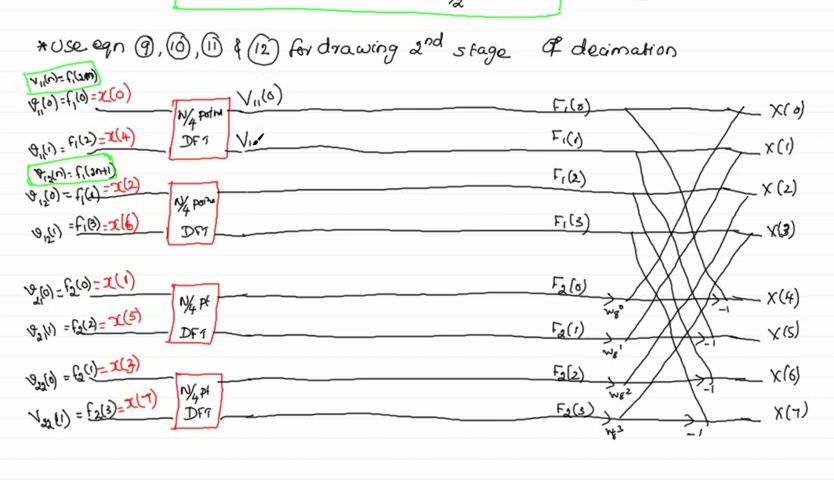 *Use eqn 9, 10, 11 & 12 for drawing 2nd stage of decimation
V11(n)=f1(2n)
V11(0)=f1(0)=x(0)
V11(1)=f1(2)=x(4)
V12(n)=f1(2n+1)
V12(0)=f1(1)=x(2)
V12(1)=f1(3)=x(6)
V21(0)=f2(0)=x(1)
V21(1)=f2(2)=x(5)
V22(0)=f2(1)=x(3)
V22(1)=f2(3)=x(7)
N/4 point
DFT
N/4 point
DFT
N/4 pt
DFT
N/4 pt
DFT
V11(0)
V1
F1(0)
F1(1)
F1(2)
F1(3)
F2(0)
F2(1)
F2(2)
F2(3)
W8^0
W8^1
W8^2
W8^3
-1
-1
-1
-1
X(0)
X(1)
X(2)
X(3)
X(4)
X(5)
X(6)
X(7)